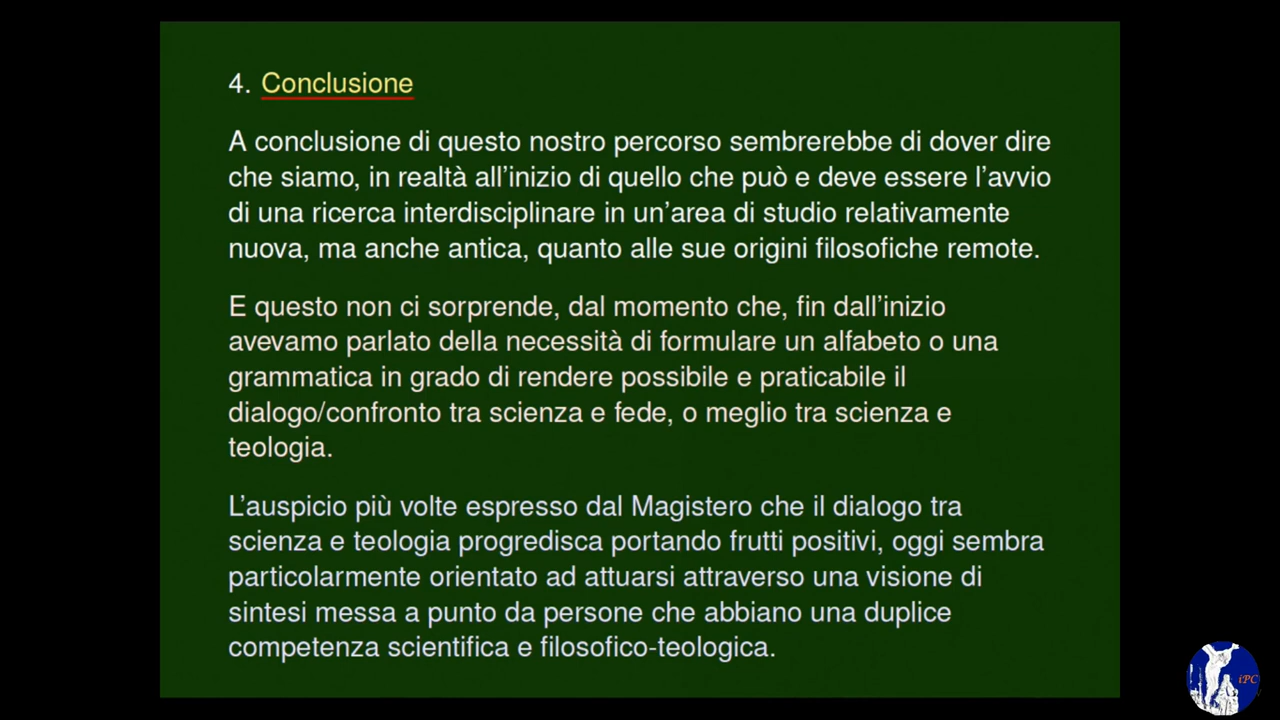 4. Conclusione
A conclusione di questo nostro percorso sembrerebbe di dover dire
che siamo, in realtà all’inizio di quello che può e deve essere l’avvio
di una ricerca interdisciplinare in un’area di studio relativamente
nuova, ma anche antica, quanto alle sue origini filosofiche remote.
E questo non ci sorprende, dal momento che, fin dall’inizio
avevamo parlato della necessità di formulare un alfabeto o una
grammatica in grado di rendere possibile e praticabile il
dialogo/confronto tra scienza e fede, o meglio tra scienza e
teologia.
L’auspicio più volte espresso dal Magistero che il dialogo tra
scienza e teologia progredisca portando frutti positivi, oggi sembra
particolarmente orientato ad attuarsi attraverso una visione di
sintesi messa a punto da persone che abbiano una duplice
competenza scientifica e filosofico-teologica.
iPC